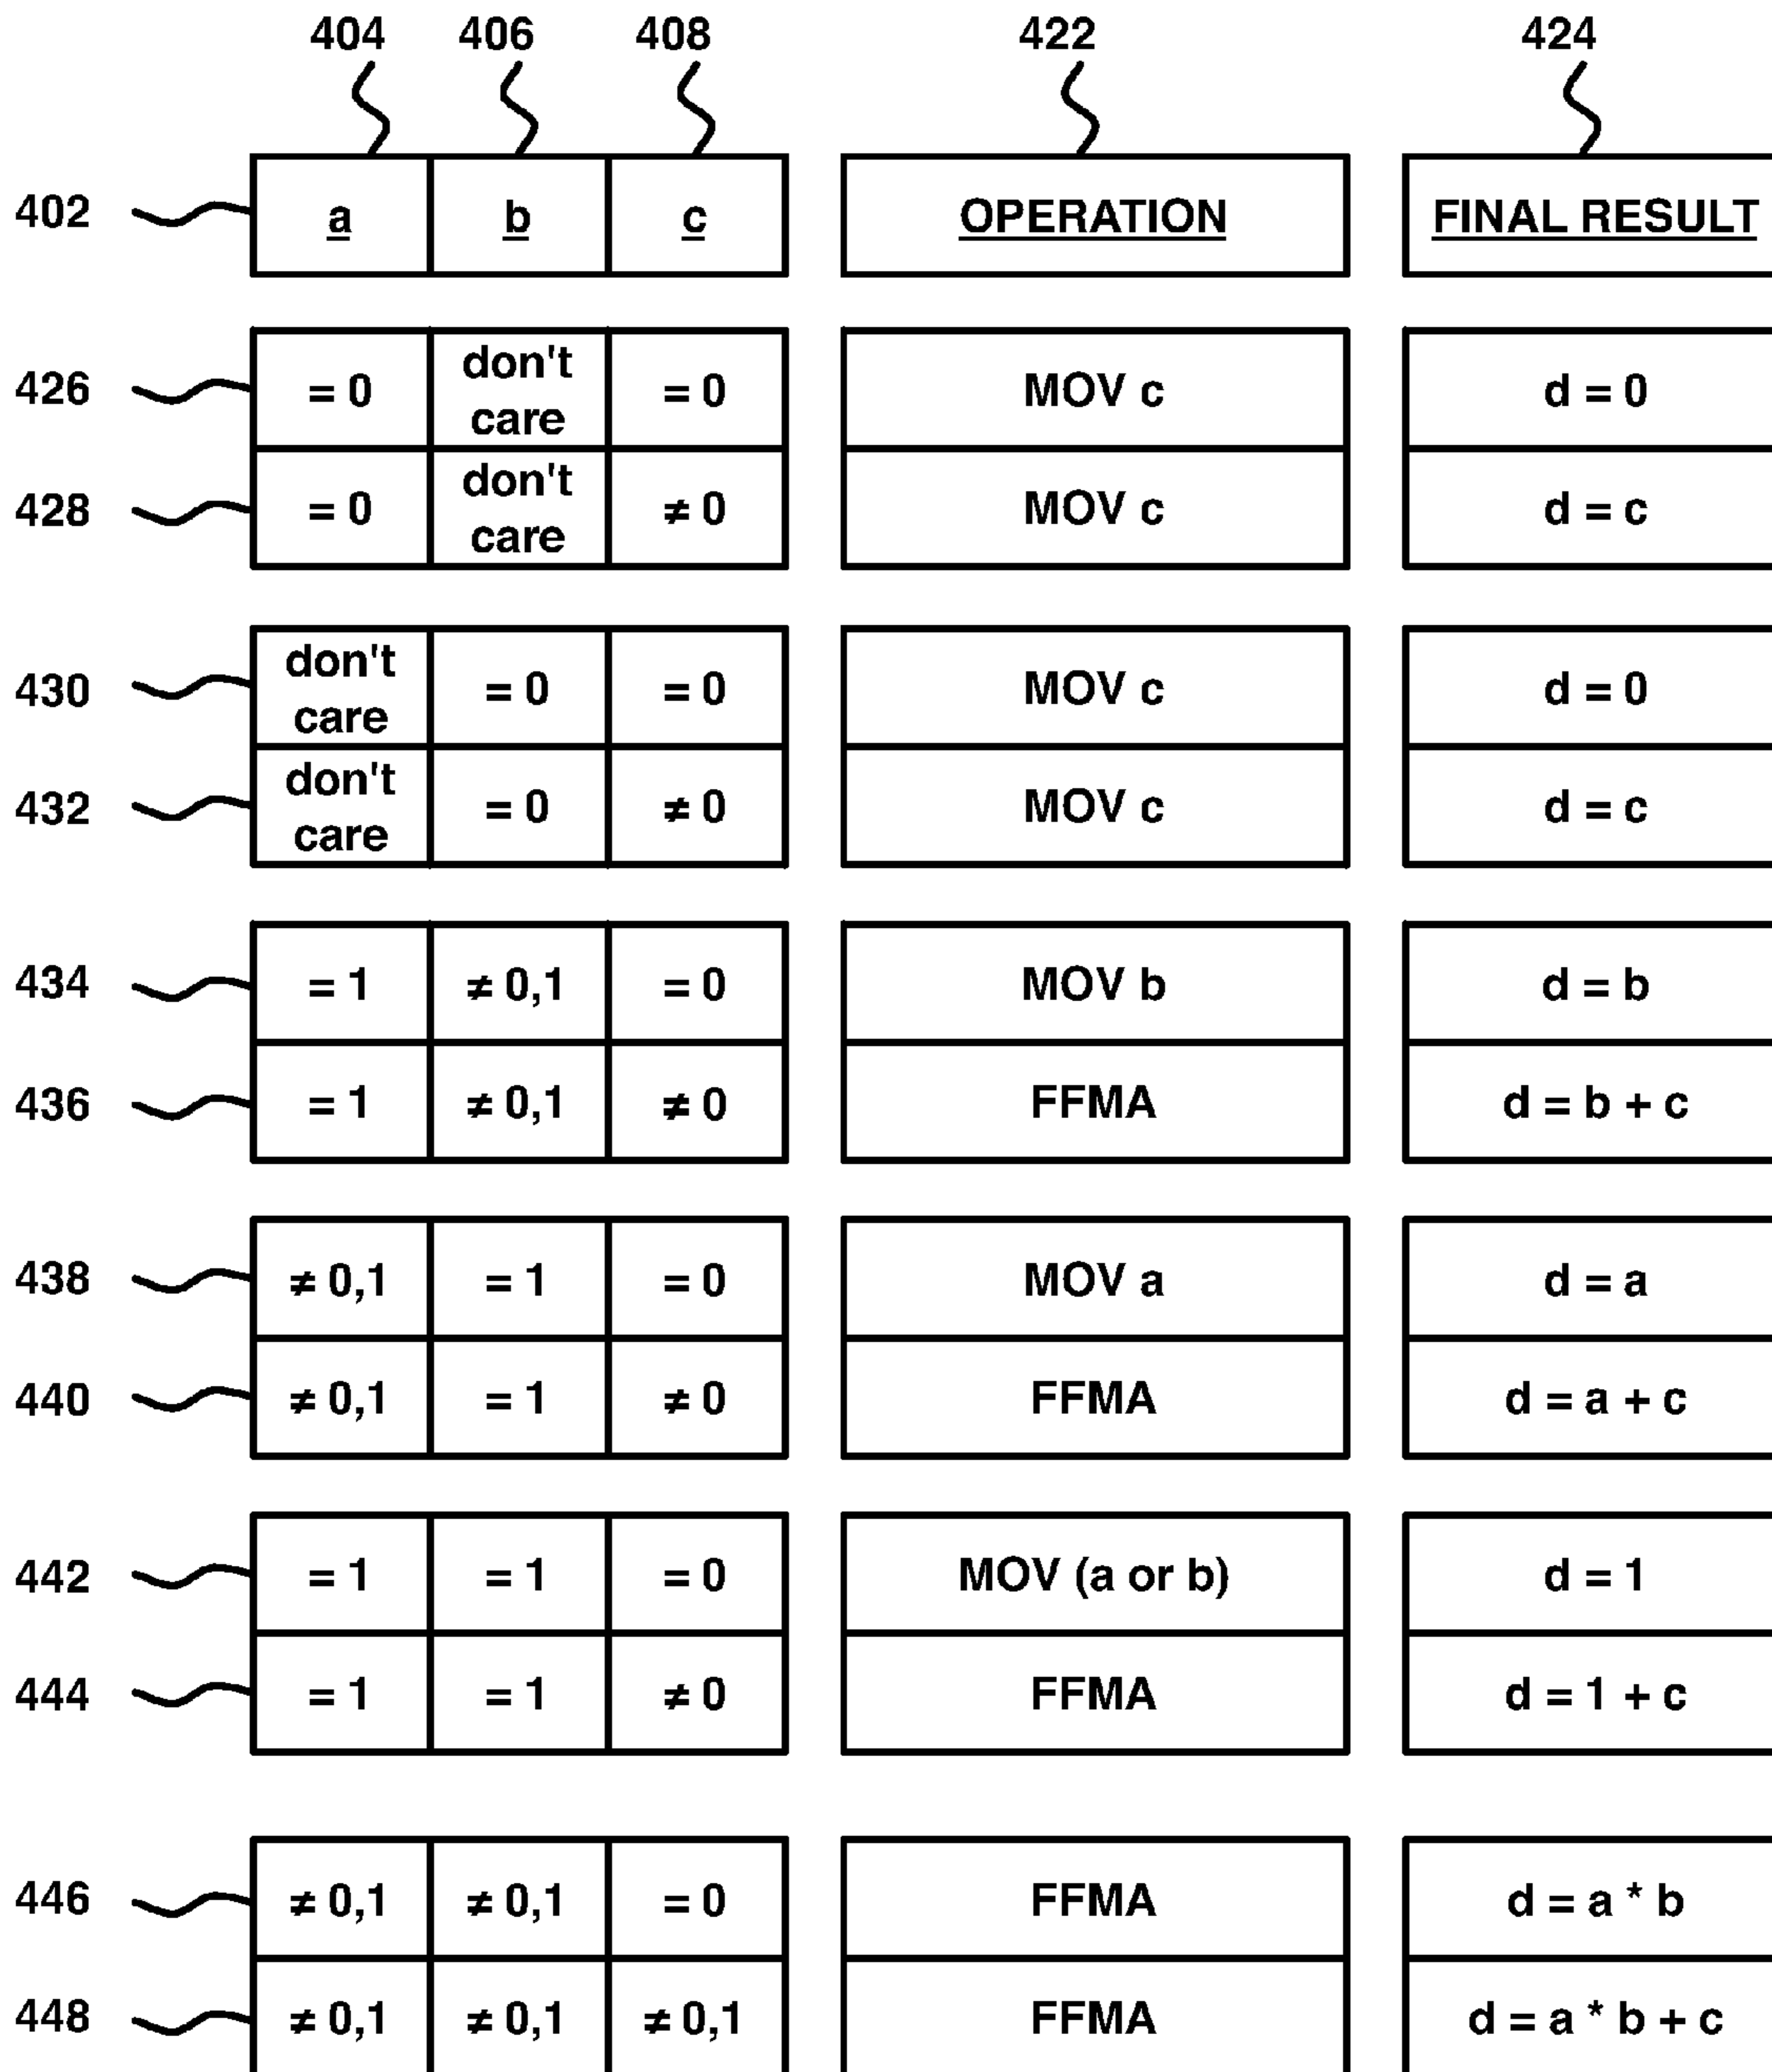 404 406 408 422 424
402 a b c OPERATION FINAL RESULT
426 = 0 don't care = 0 MOV c d = 0
428 = 0 don't care ≠ 0 MOV c d = c
430 don't care = 0 = 0 MOV c d = 0
432 don't care = 0 ≠ 0 MOV c d = c
434 = 1 ≠ 0,1 = 0 MOV b d = b
436 = 1 ≠ 0,1 ≠ 0 FFMA d = b + c
438 ≠ 0,1 = 1 = 0 MOV a d = a
440 ≠ 0,1 = 1 ≠ 0 FFMA d = a + c
442 = 1 = 1 = 0 MOV (a or b) d = 1
444 = 1 = 1 ≠ 0 FFMA d = 1 + c
446 ≠ 0,1 ≠ 0,1 = 0 FFMA d = a * b
448 ≠ 0,1 ≠ 0,1 ≠ 0,1 FFMA d = a * b + c